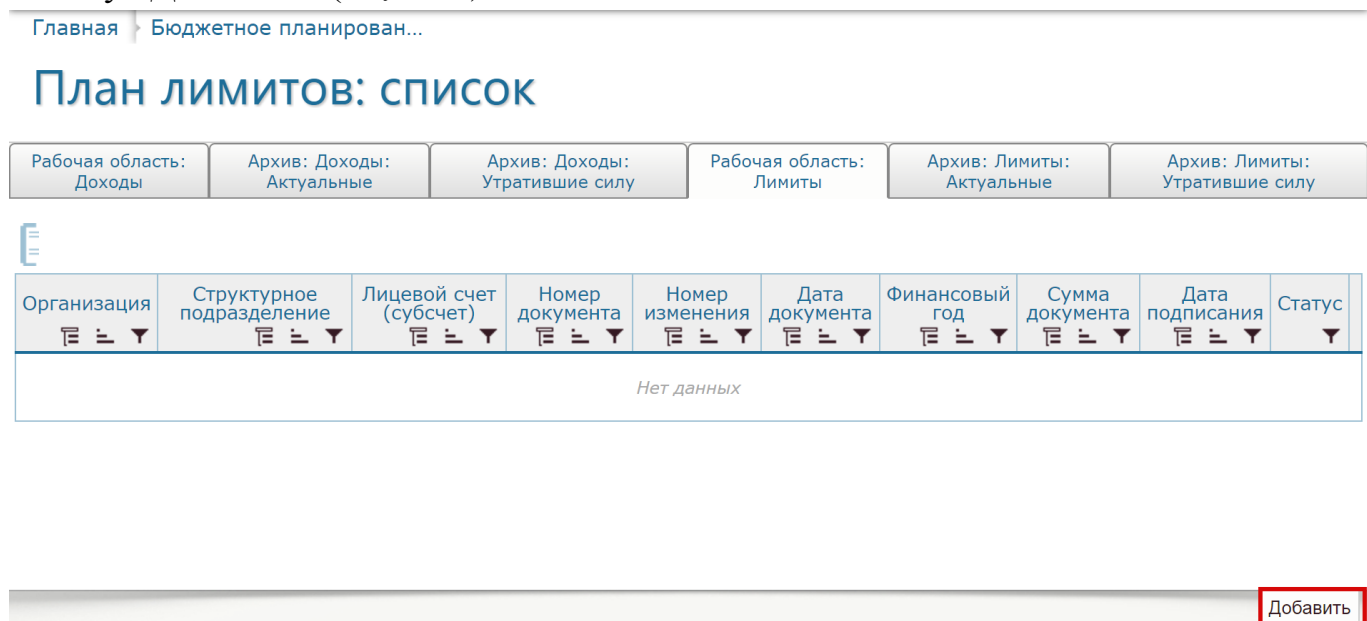 Главная Бюджетное планирован...
План лимитов: список
Рабочая область: Доходы
Архив: Доходы: Актуальные
Архив: Доходы: Утратившие силу
Рабочая область: Лимиты
Архив: Лимиты: Актуальные
Архив: Лимиты: Утратившие силу
Организация
Структурное подразделение
Лицевой счет (субсчет)
Номер документа
Номер изменения
Дата документа
Финансовый год
Сумма документа
Дата подписания
Статус
Нет данных
Добавить